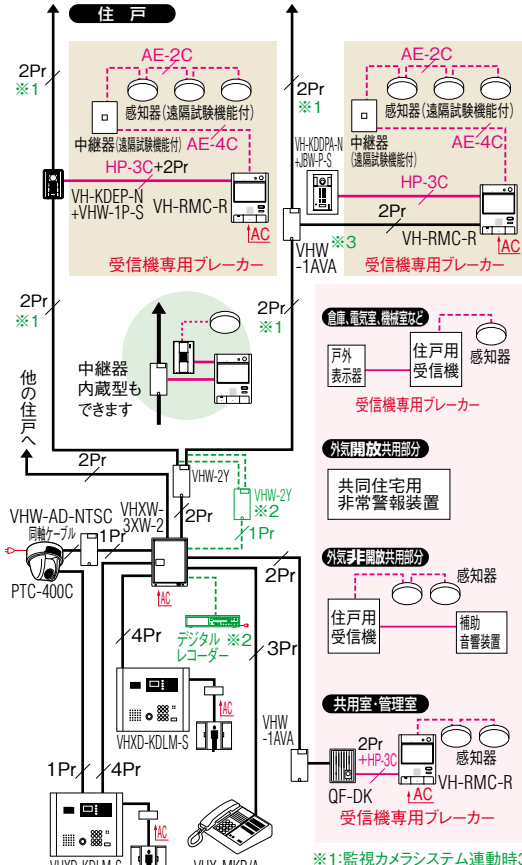 住戸
2Pr
※1
AE-2C
感知器(遠隔試験機能付)
中継器(遠隔試験機能付)
AE-4C
HP-3C+2Pr
VH-KDEP-N
+VHW-1P-S
VH-RMC-R
AC
受信機専用ブレーカー
2Pr
※1
AE-2C
感知器(遠隔試験機能付)
VH-KDDPA-N
+JBW-P-S
中継器
(遠隔試験機能付)
AE-4C
HP-3C
2Pr
VHW
-1AVA
※3
VH-RMC-R
AC
受信機専用ブレーカー
2Pr
※1
2Pr
※1
中継器
内蔵型も
できます
他の住戸へ
2Pr
VHW-2Y
VHW-2Y
※2
2Pr
1Pr
VHW-AD-NTSC
同軸ケーブル
1Pr
VHXW-
3XW-2
PTC-400C
AC
2Pr
4Pr
デジタル
レコーダー
※2
3Pr
VHXD-KDLM-S
AC
VHW
-1AVA
1Pr
4Pr
AC
倉庫、電気室、機械室など
戸外
表示器
住戸用
受信機
感知器
受信機専用ブレーカー
外気開放共用部分
共同住宅用
非常警報装置
外気非開放共用部分
感知器
住戸用
受信機
補助
音響装置
共用室・管理室
2Pr
+HP-3C
感知器
QF-DK
VH-RMC-R
AC
受信機専用ブレーカー